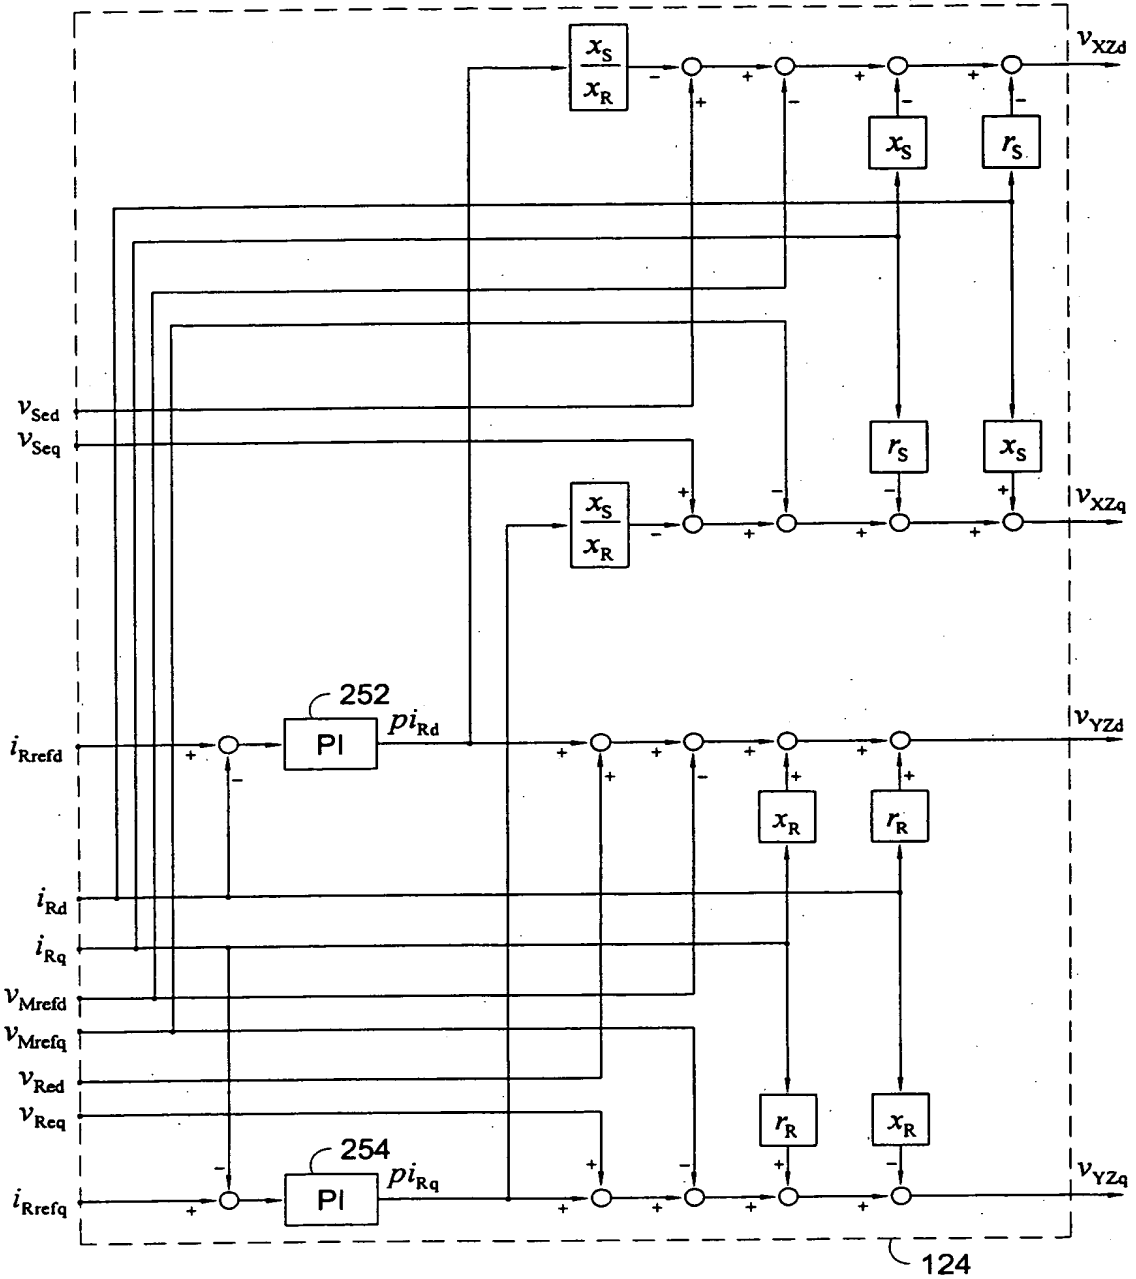 x_S
x_R
− + + − + − + −
v_XZd
x_S
r_S
v_Sed
v_Seq
r_S
x_S
x_S
x_R
− + + − + − + +
v_XZq
252
i_Rrefd
+ −
PI
pi_Rd
+ + + − + + + +
v_YZd
x_R
r_R
i_Rd
i_Rq
v_Mrefd
v_Mrefq
v_Red
v_Req
r_R
x_R
254
i_Rrefq
+ −
PI
pi_Rq
+ + + − + + + −
v_YZq
124